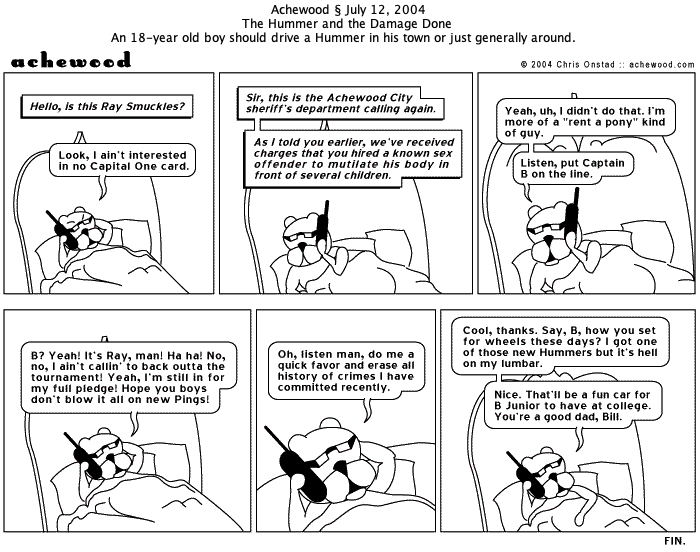 Achewood § July 12, 2004
The Hummer and the Damage Done
An 18-year old boy should drive a Hummer in his town or just generally around.
achewood
© 2004 Chris Onstad :: achewood.com
Hello, is this Ray Smuckles?
Look, I ain't interested
in no Capital One card.
Sir, this is the Achewood City
sheriff's department calling again.
As I told you earlier, we've received
charges that you hired a known sex
offender to mutilate his body in
front of several children.
Yeah, uh, I didn't do that. I'm
more of a "rent a pony" kind
of guy.
Listen, put Captain
B on the line.
B? Yeah! It's Ray, man! Ha ha! No,
no, I ain't callin' to back outta the
tournament! Yeah, I'm still in for
my full pledge! Hope you boys
don't blow it all on new Pings!
Oh, listen man, do me a
quick favor and erase all
history of crimes I have
committed recently.
Cool, thanks. Say, B, how you set
for wheels these days? I got one
of those new Hummers but it's hell
on my lumbar.
Nice. That'll be a fun car for
B Junior to have at college.
You're a good dad, Bill.
FIN.